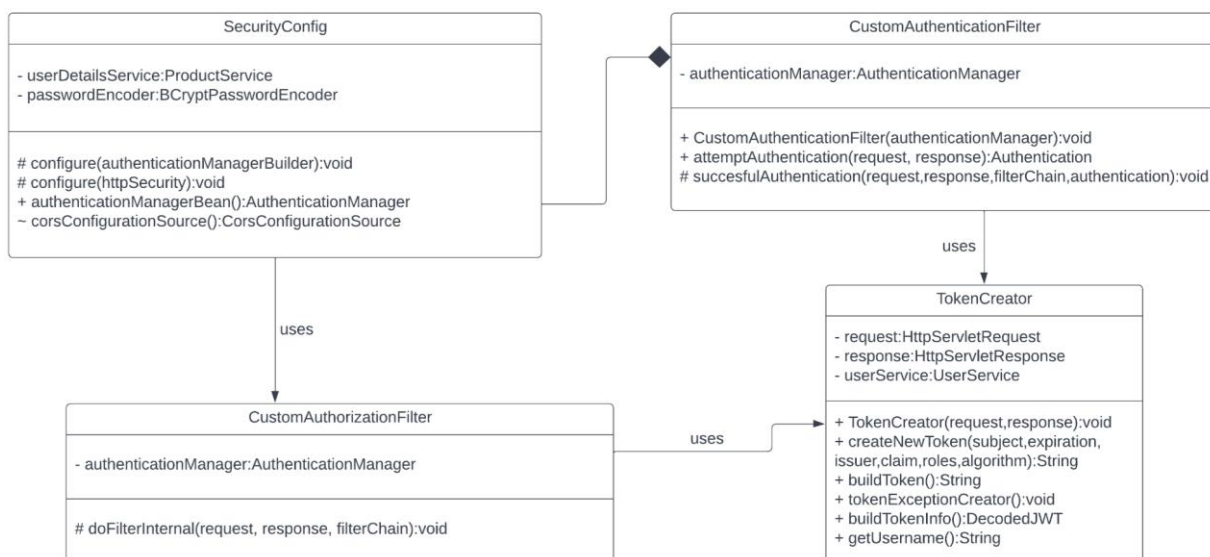 SecurityConfig
- userDetailsService:ProductService
- passwordEncoder:BCryptPasswordEncoder
# configure(authenticationManagerBuilder):void
# configure(httpSecurity):void
+ authenticationManagerBean():AuthenticationManager
~ corsConfigurationSource():CorsConfigurationSource
CustomAuthenticationFilter
- authenticationManager:AuthenticationManager
+ CustomAuthenticationFilter(authenticationManager):void
+ attemptAuthentication(request, response):Authentication
# succesfulAuthentication(request,response,filterChain,authentication):void
uses
uses
TokenCreator
- request:HttpServletRequest
- response:HttpServletResponse
- userService:UserService
+ TokenCreator(request,response):void
+ createNewToken(subject,expiration,
issuer,claim,roles,algorithm):String
+ buildToken():String
+ tokenExceptionCreator():void
+ buildTokenInfo():DecodedJWT
+ getUsername():String
CustomAuthorizationFilter
- authenticationManager:AuthenticationManager
# doFilterInternal(request, response, filterChain):void
uses